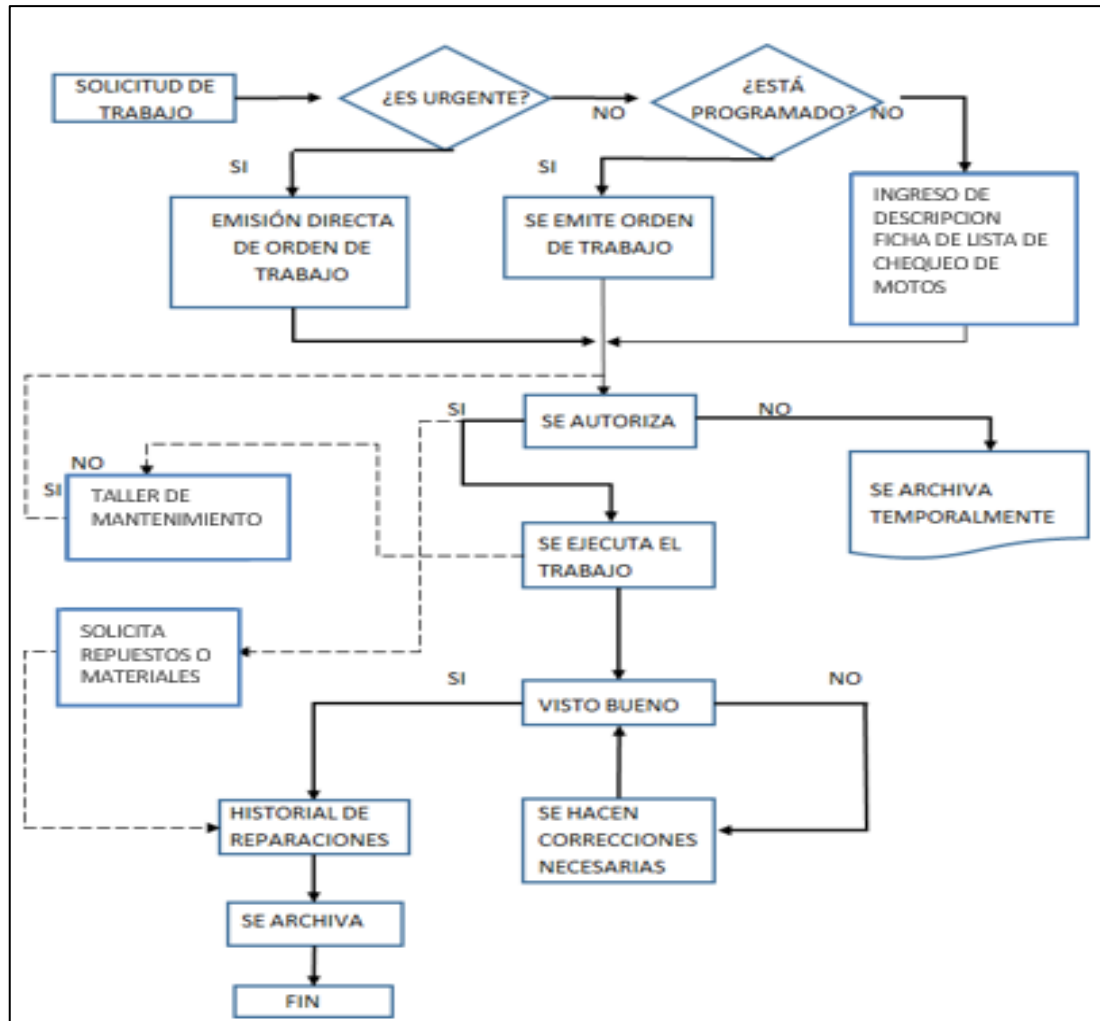 SOLICITUD DE
TRABAJO
¿ES URGENTE?
NO
¿ESTÁ
PROGRAMADO?
NO
SI
SI
EMISIÓN DIRECTA
DE ORDEN DE
TRABAJO
SE EMITE ORDEN
DE TRABAJO
INGRESO DE
DESCRIPCION
FICHA DE LISTA DE
CHEQUEO DE
MOTOS
SI
SE AUTORIZA
NO
NO
SI
TALLER DE
MANTENIMIENTO
SE ARCHIVA
TEMPORALMENTE
SE EJECUTA EL
TRABAJO
SOLICITA
REPUESTOS O
MATERIALES
SI
VISTO BUENO
NO
HISTORIAL DE
REPARACIONES
SE HACEN
CORRECCIONES
NECESARIAS
SE ARCHIVA
FIN